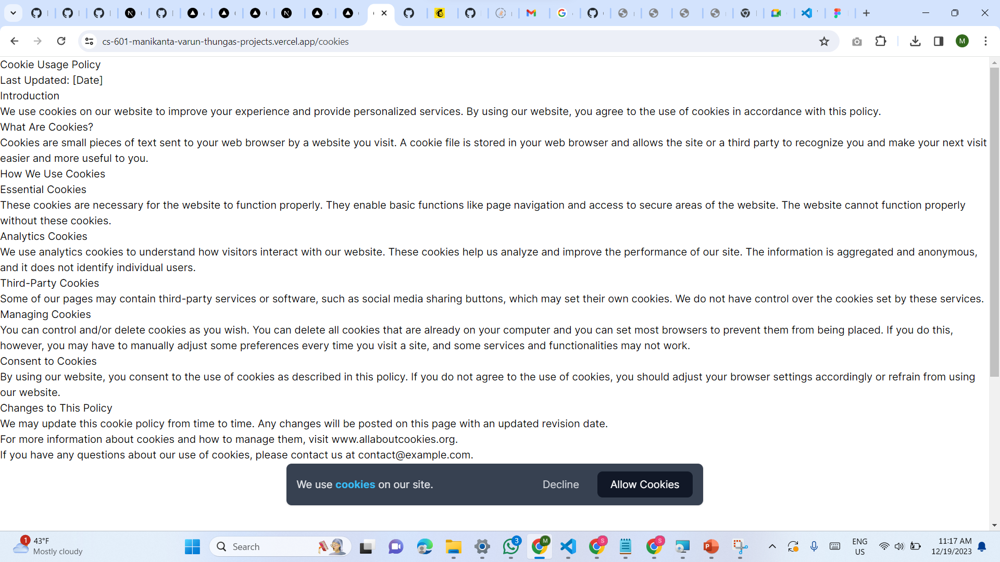 cs-601-manikanta-varun-thungas-projects.vercel.app/cookies
M
Cookie Usage Policy
Last Updated: [Date]
Introduction
We use cookies on our website to improve your experience and provide personalized services. By using our website, you agree to the use of cookies in accordance with this policy.
What Are Cookies?
Cookies are small pieces of text sent to your web browser by a website you visit. A cookie file is stored in your web browser and allows the site or a third party to recognize you and make your next visit
easier and more useful to you.
How We Use Cookies
Essential Cookies
These cookies are necessary for the website to function properly. They enable basic functions like page navigation and access to secure areas of the website. The website cannot function properly
without these cookies.
Analytics Cookies
We use analytics cookies to understand how visitors interact with our website. These cookies help us analyze and improve the performance of our site. The information is aggregated and anonymous,
and it does not identify individual users.
Third-Party Cookies
Some of our pages may contain third-party services or software, such as social media sharing buttons, which may set their own cookies. We do not have control over the cookies set by these services.
Managing Cookies
You can control and/or delete cookies as you wish. You can delete all cookies that are already on your computer and you can set most browsers to prevent them from being placed. If you do this,
however, you may have to manually adjust some preferences every time you visit a site, and some services and functionalities may not work.
Consent to Cookies
By using our website, you consent to the use of cookies as described in this policy. If you do not agree to the use of cookies, you should adjust your browser settings accordingly or refrain from using
our website.
Changes to This Policy
We may update this cookie policy from time to time. Any changes will be posted on this page with an updated revision date.
For more information about cookies and how to manage them, visit www.allaboutcookies.org.
If you have any questions about our use of cookies, please contact us at contact@example.com.
We use cookies on our site.
Decline
Allow Cookies
1
43°F
Mostly cloudy
Search
3
M
S
S
ENG
US
11:17 AM
12/19/2023